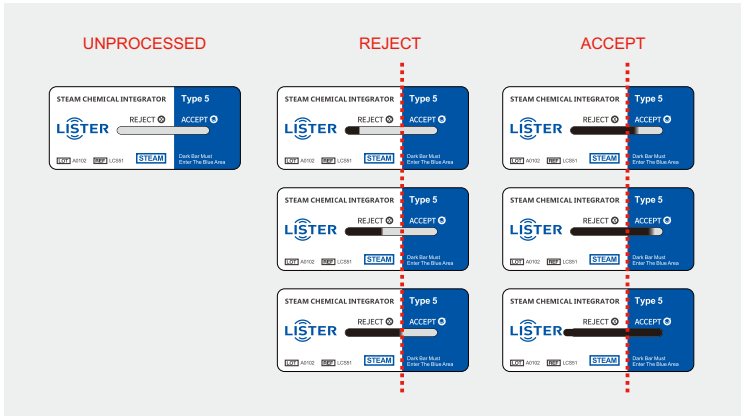 UNPROCESSED
REJECT
ACCEPT
STEAM CHEMICAL INTEGRATOR Type 5
REJECT ACCEPT
LISTER
LOT A0102 REF LC551 STEAM Dark Bar Must
Enter The Blue Area
STEAM CHEMICAL INTEGRATOR Type 5
REJECT ACCEPT
LISTER
LOT A0102 REF LC551 STEAM Dark Bar Must
Enter The Blue Area
STEAM CHEMICAL INTEGRATOR Type 5
REJECT ACCEPT
LISTER
LOT A0102 REF LC551 STEAM Dark Bar Must
Enter The Blue Area
STEAM CHEMICAL INTEGRATOR Type 5
REJECT ACCEPT
LISTER
LOT A0102 REF LC551 STEAM Dark Bar Must
Enter The Blue Area
STEAM CHEMICAL INTEGRATOR Type 5
REJECT ACCEPT
LISTER
LOT A0102 REF LC551 STEAM Dark Bar Must
Enter The Blue Area
STEAM CHEMICAL INTEGRATOR Type 5
REJECT ACCEPT
LISTER
LOT A0102 REF LC551 STEAM Dark Bar Must
Enter The Blue Area
STEAM CHEMICAL INTEGRATOR Type 5
REJECT ACCEPT
LISTER
LOT A0102 REF LC551 STEAM Dark Bar Must
Enter The Blue Area